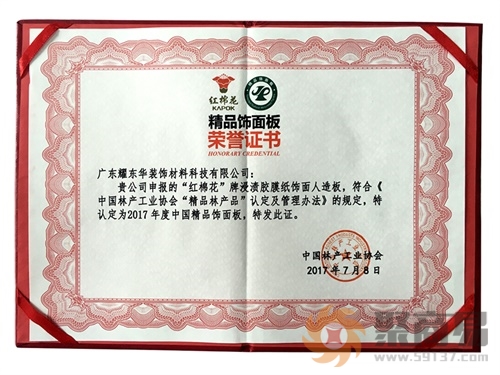 红棉花
KAPOK
精品饰面板
荣誉证书
HONORARY CREDENTIAL
广东耀东华装饰材料科技有限公司：
贵公司申报的“红棉花”牌浸渍胶膜纸饰面人造板，符合《
中国林产工业协会“精品林产品”认定及管理办法》的规定，特
认定为2017年度中国精品饰面板，特发此证。
中国林产工业协会
2017年7月8日
www.59137.com